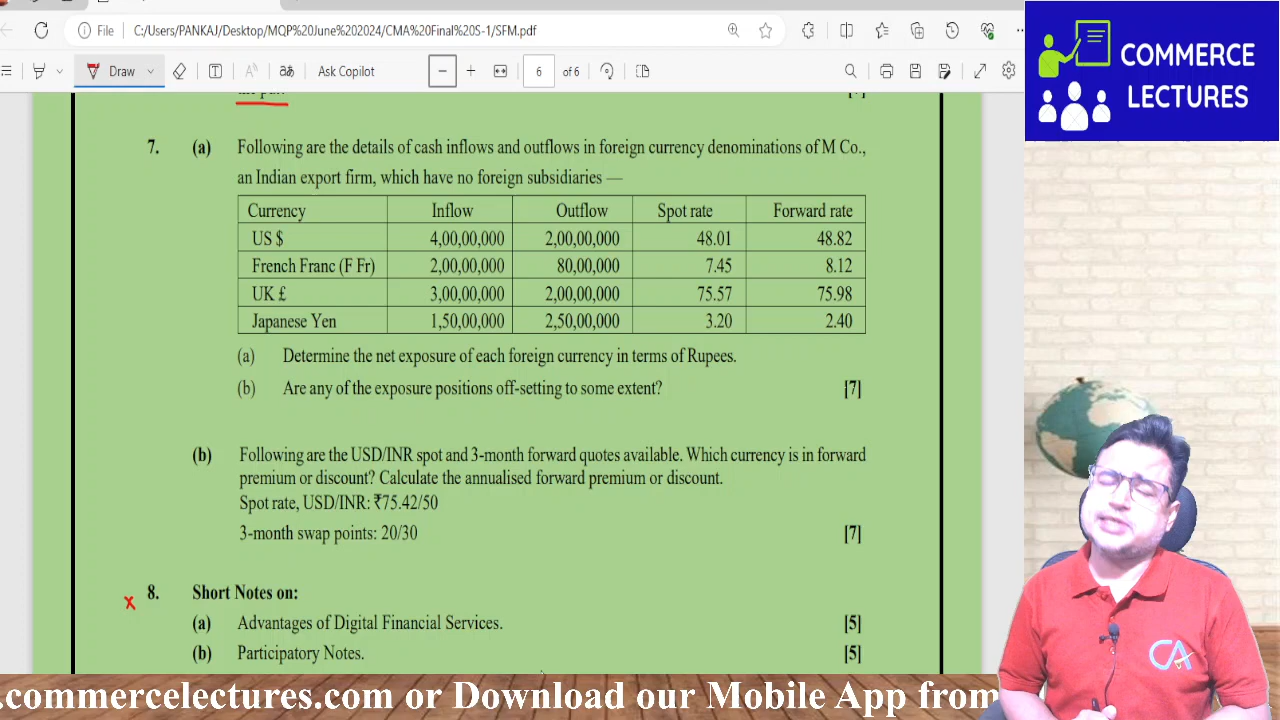 File
C:/Users/PANKAJ/Desktop/MQP%20June%202024/CMA%20Final%20S-1/SFM.pdf
Draw
Ask Copilot
6 of 6
COMMERCE
LECTURES
7. (a) Following are the details of cash inflows and outflows in foreign currency denominations of M Co.,
an Indian export firm, which have no foreign subsidiaries —
Currency Inflow Outflow Spot rate Forward rate
US $ 4,00,00,000 2,00,00,000 48.01 48.82
French Franc (F Fr) 2,00,00,000 80,00,000 7.45 8.12
UK £ 3,00,00,000 2,00,00,000 75.57 75.98
Japanese Yen 1,50,00,000 2,50,00,000 3.20 2.40
(a) Determine the net exposure of each foreign currency in terms of Rupees.
(b) Are any of the exposure positions off-setting to some extent? [7]
(b) Following are the USD/INR spot and 3-month forward quotes available. Which currency is in forward
premium or discount? Calculate the annualised forward premium or discount.
Spot rate, USD/INR: ₹75.42/50
3-month swap points: 20/30 [7]
x 8. Short Notes on:
(a) Advantages of Digital Financial Services. [5]
(b) Participatory Notes. [5]
CA
.commercelectures.com or Download our Mobile App from